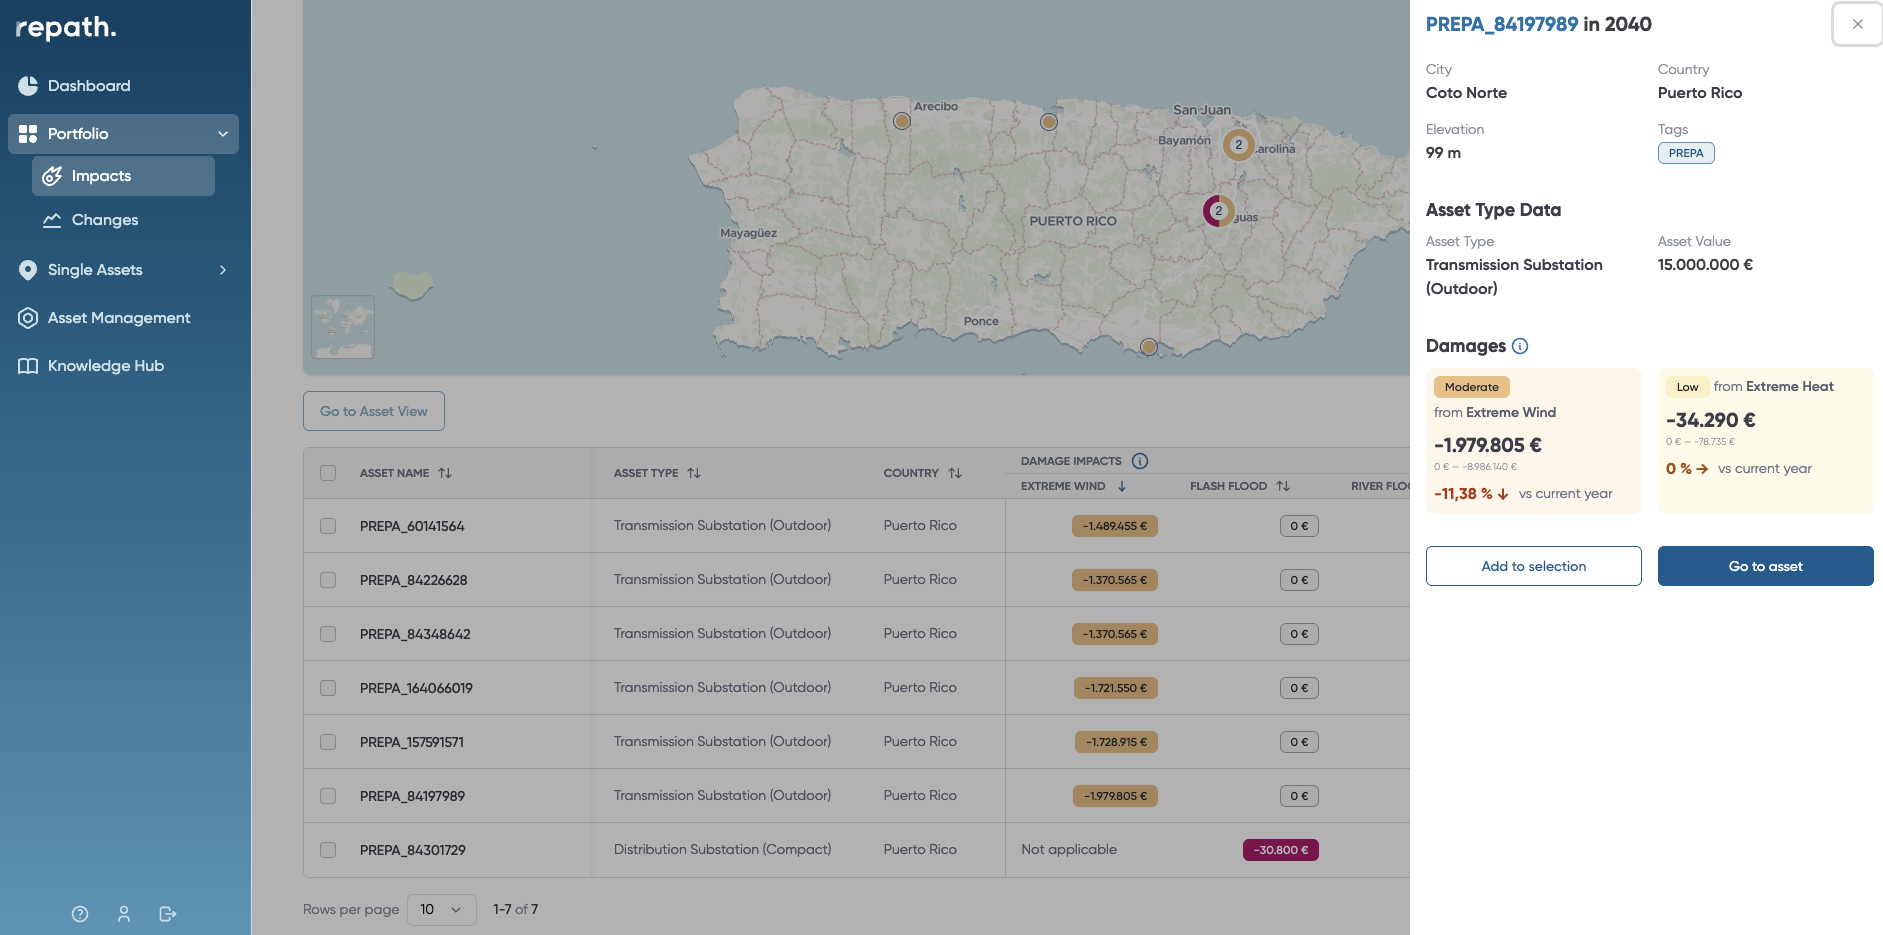 repath.
Dashboard
Portfolio
Impacts
Changes
Single Assets
Asset Management
Knowledge Hub
Arecibo
San Juan
Bayamón
2
Carolina
2
PUERTO RICO
Mayagüez
Ponce
Go to Asset View
ASSET NAME
ASSET TYPE
COUNTRY
DAMAGE IMPACTS
EXTREME WIND
FLASH FLOOD
PREPA_60141564 Transmission Substation (Outdoor) Puerto Rico -1.489.455 € 0 €
PREPA_84226628 Transmission Substation (Outdoor) Puerto Rico -1.370.565 € 0 €
PREPA_84348642 Transmission Substation (Outdoor) Puerto Rico -1.370.565 € 0 €
PREPA_164066019 Transmission Substation (Outdoor) Puerto Rico -1.721.550 € 0 €
PREPA_157591571 Transmission Substation (Outdoor) Puerto Rico -1.728.915 € 0 €
PREPA_84197989 Transmission Substation (Outdoor) Puerto Rico -1.979.805 € 0 €
PREPA_84301729 Distribution Substation (Compact) Puerto Rico Not applicable -30.800 €
Rows per page 10 1-7 of 7
PREPA_84197989 in 2040
City
Coto Norte
Country
Puerto Rico
Elevation
99 m
Tags
PREPA
Asset Type Data
Asset Type
Transmission Substation
(Outdoor)
Asset Value
15.000.000 €
Damages
Moderate
from Extreme Wind
-1.979.805 €
0 € — -8.986.140 €
-11,38 % ↓ vs current year
Low from Extreme Heat
-34.290 €
0 € — -78.735 €
0 % → vs current year
Add to selection
Go to asset